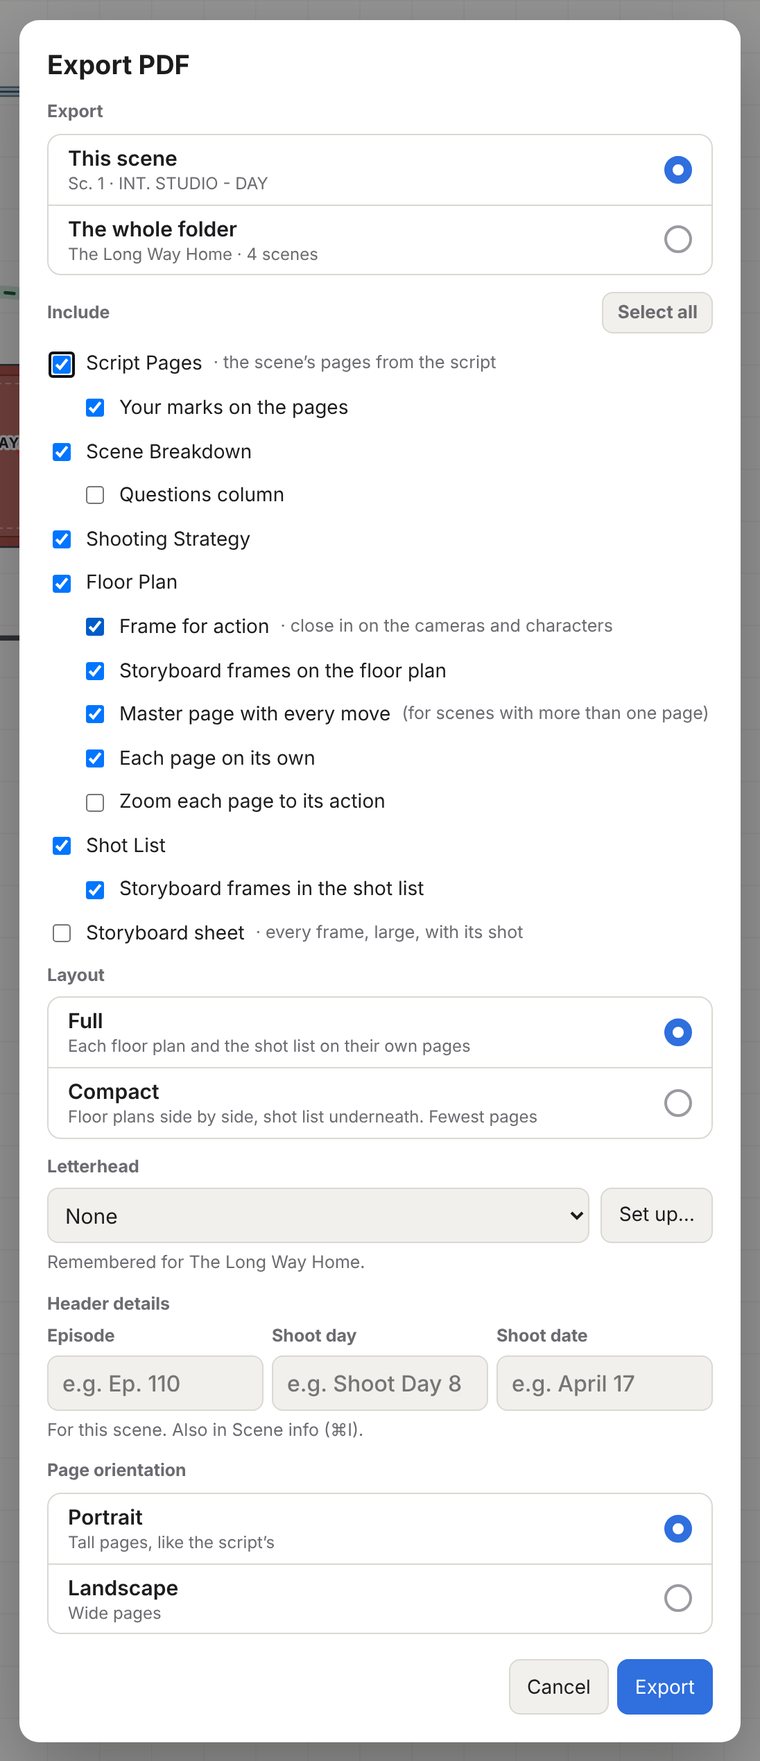 Export PDF
Export
This scene
Sc. 1 · INT. STUDIO - DAY
The whole folder
The Long Way Home · 4 scenes
Include
Select all
Script Pages · the scene’s pages from the script
Your marks on the pages
Scene Breakdown
Questions column
Shooting Strategy
Floor Plan
Frame for action · close in on the cameras and characters
Storyboard frames on the floor plan
Master page with every move (for scenes with more than one page)
Each page on its own
Zoom each page to its action
Shot List
Storyboard frames in the shot list
Storyboard sheet · every frame, large, with its shot
Layout
Full
Each floor plan and the shot list on their own pages
Compact
Floor plans side by side, shot list underneath. Fewest pages
Letterhead
None
Set up...
Remembered for The Long Way Home.
Header details
Episode Shoot day Shoot date
e.g. Ep. 110 e.g. Shoot Day 8 e.g. April 17
For this scene. Also in Scene info (⌘I).
Page orientation
Portrait
Tall pages, like the script’s
Landscape
Wide pages
Cancel Export